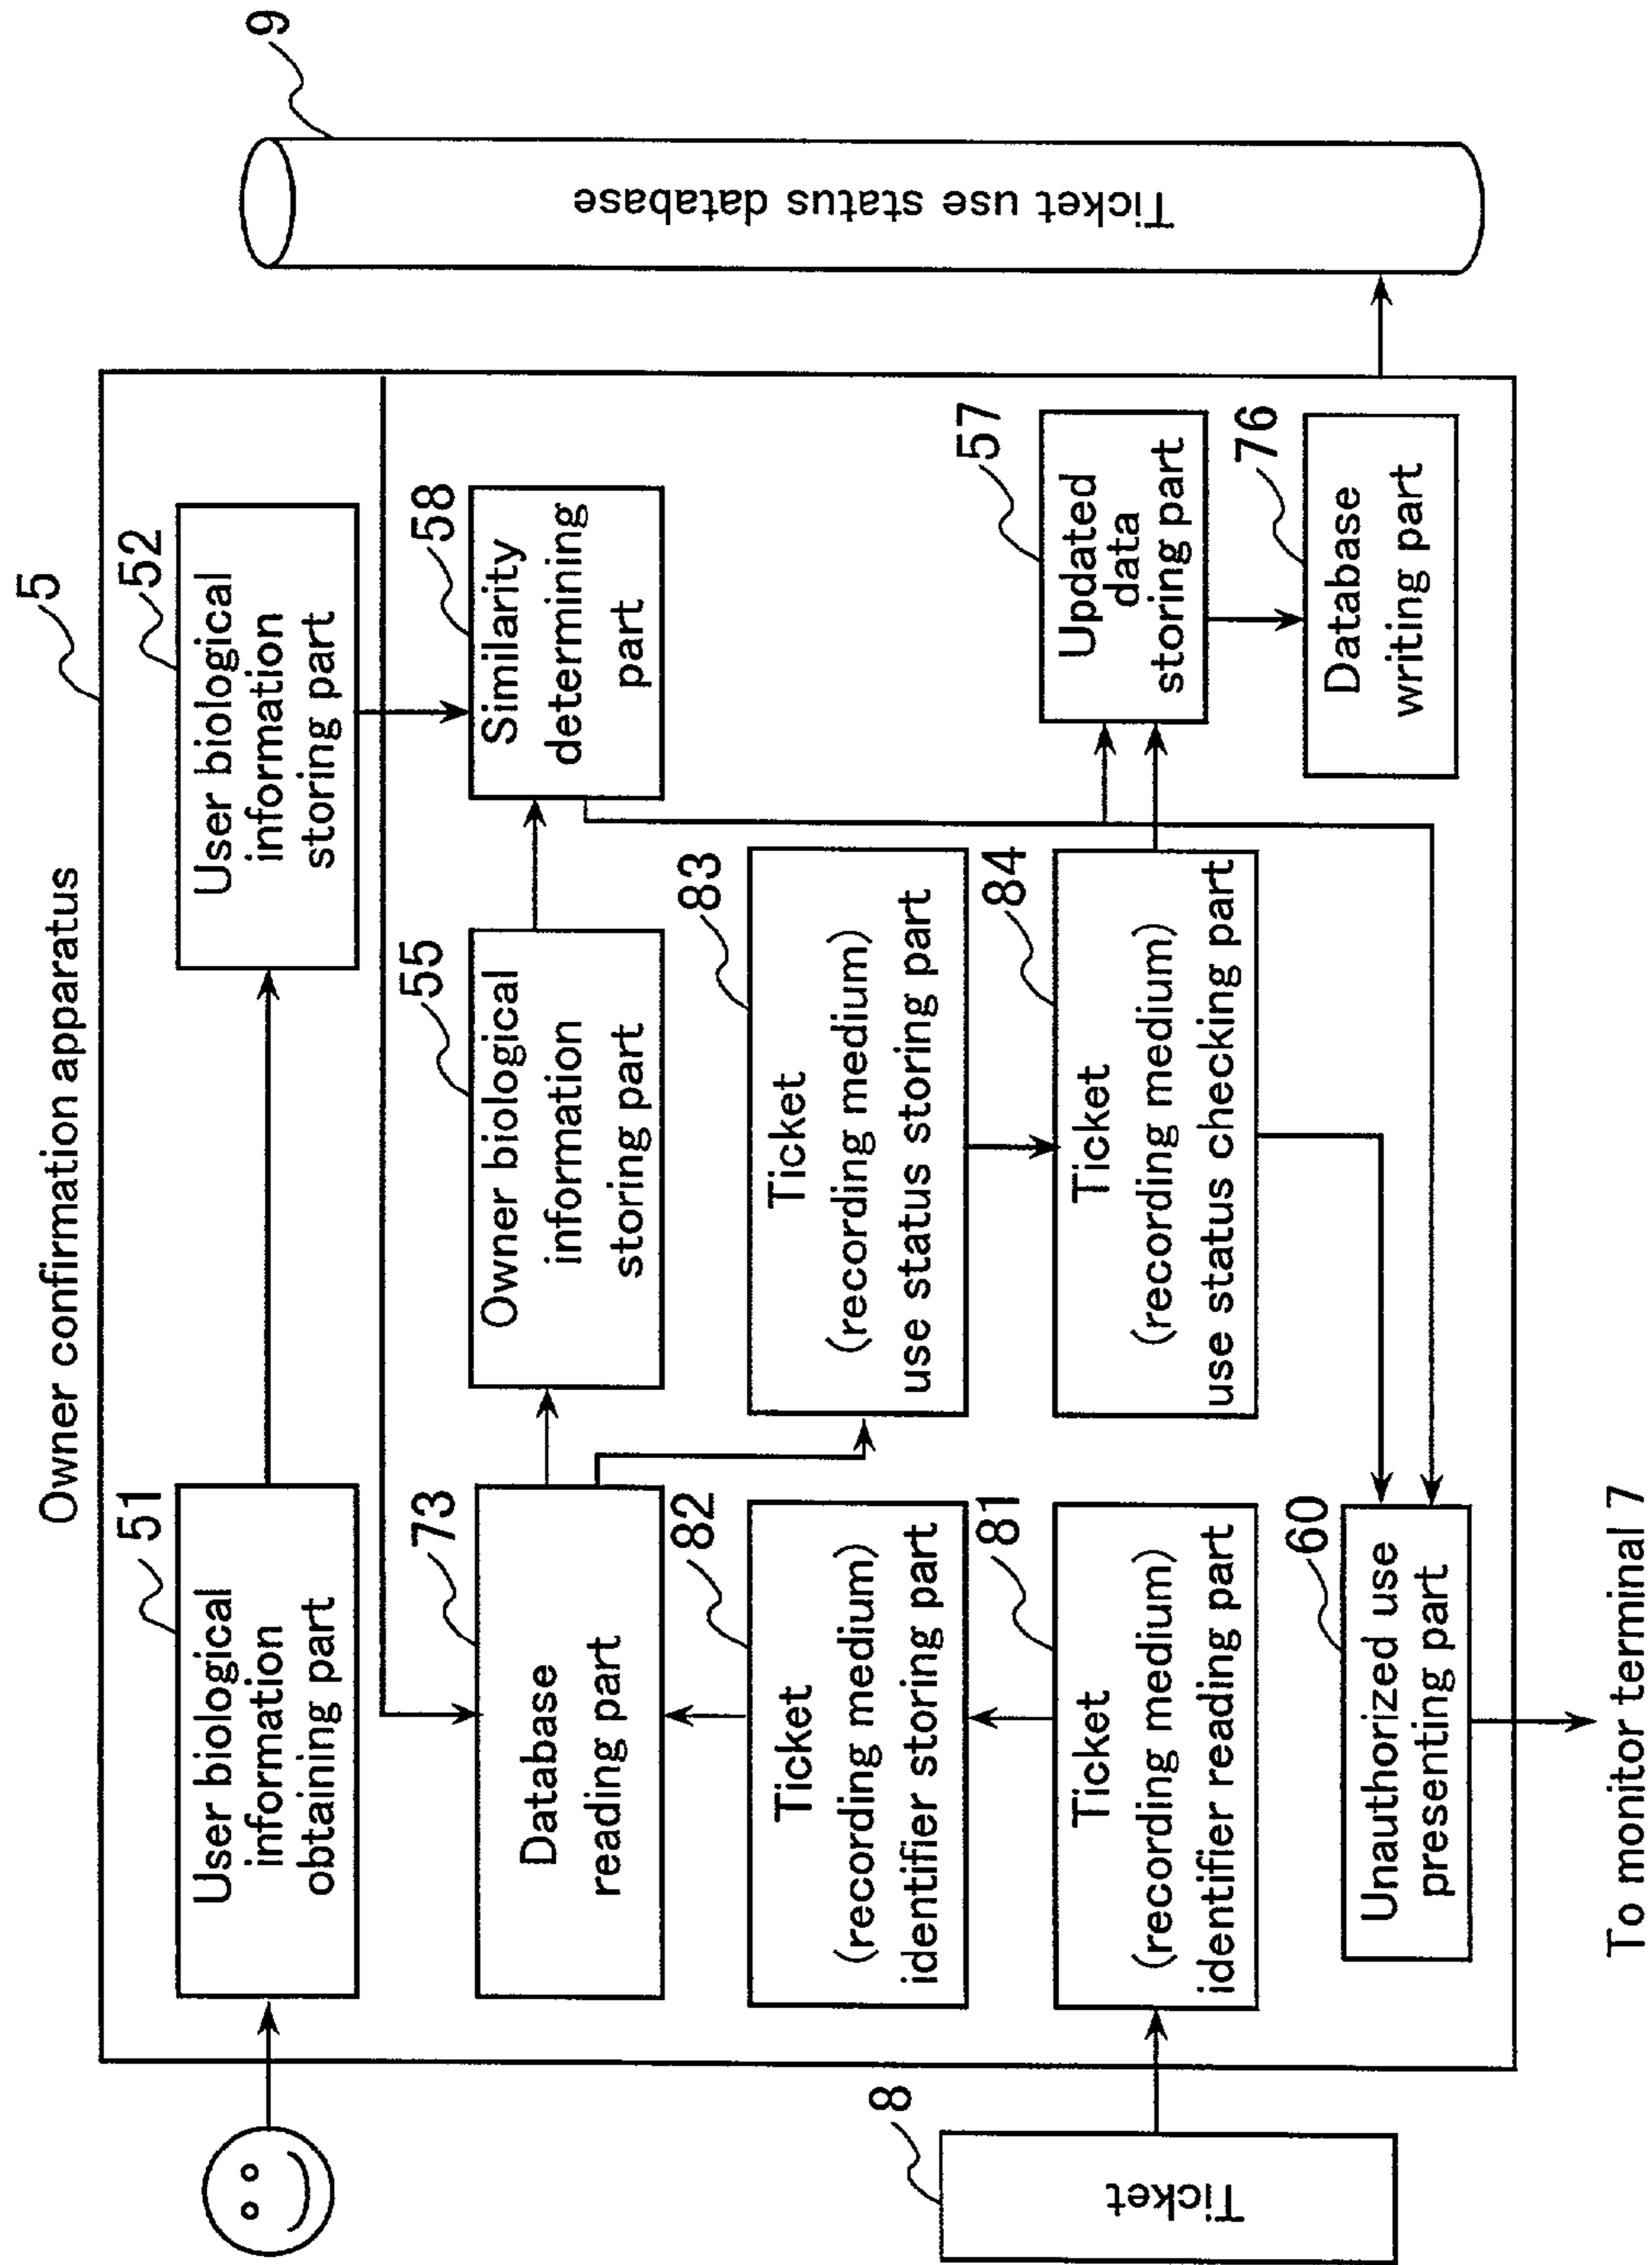 Owner confirmation apparatus
5
51
User biological
information
obtaining part
52
User biological
information
storing part
73
Database
reading part
55
Owner biological
information
storing part
58
Similarity
determining
part
82
Ticket
(recording medium)
identifier storing part
83
Ticket
(recording medium)
use status storing part
81
Ticket
(recording medium)
identifier reading part
84
Ticket
(recording medium)
use status checking part
57
Updated
data
storing part
60
Unauthorized use
presenting part
76
Database
writing part
8
Ticket
9
Ticket use status database
To monitor terminal 7